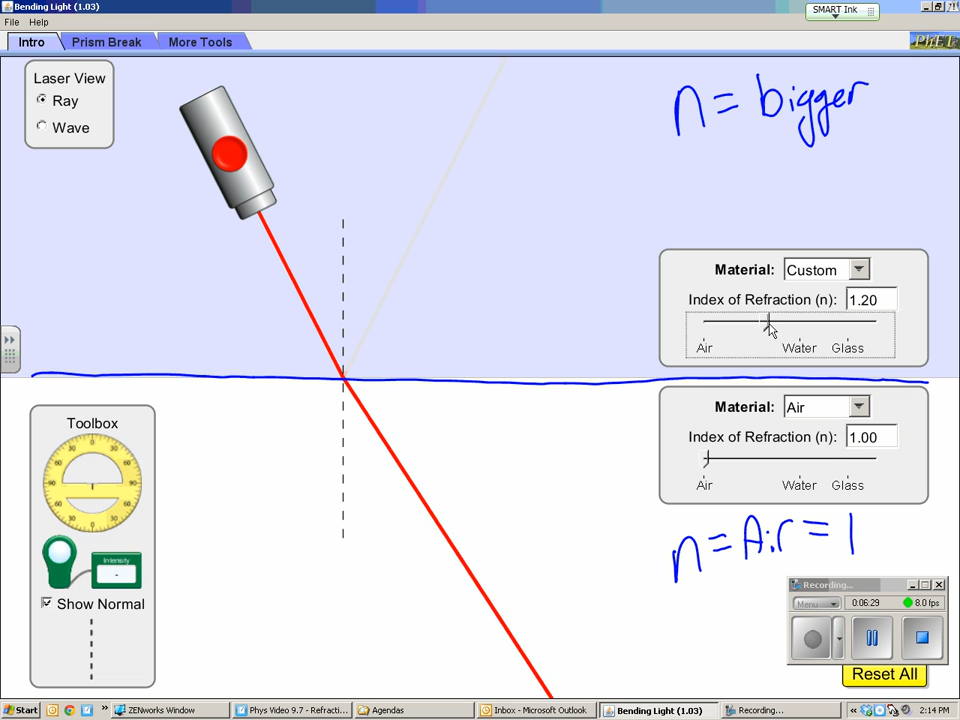 Bending Light (1.03)
SMART Ink
File Help
Intro Prism Break More Tools
PhET
Laser View
Ray
Wave
n = bigger
Material: Custom
Index of Refraction (n): 1.20
Air Water Glass
Material: Air
Index of Refraction (n): 1.00
Air Water Glass
n = Air = 1
Toolbox
Intensity
-
Show Normal
Recording...
Menu
0:06:29 8.0 fps
Reset All
Start ZENworks Window Phys Video 9.7 - Refracti... Agendas Inbox - Microsoft Outlook Bending Light (1.03) Recording... 2:14 PM